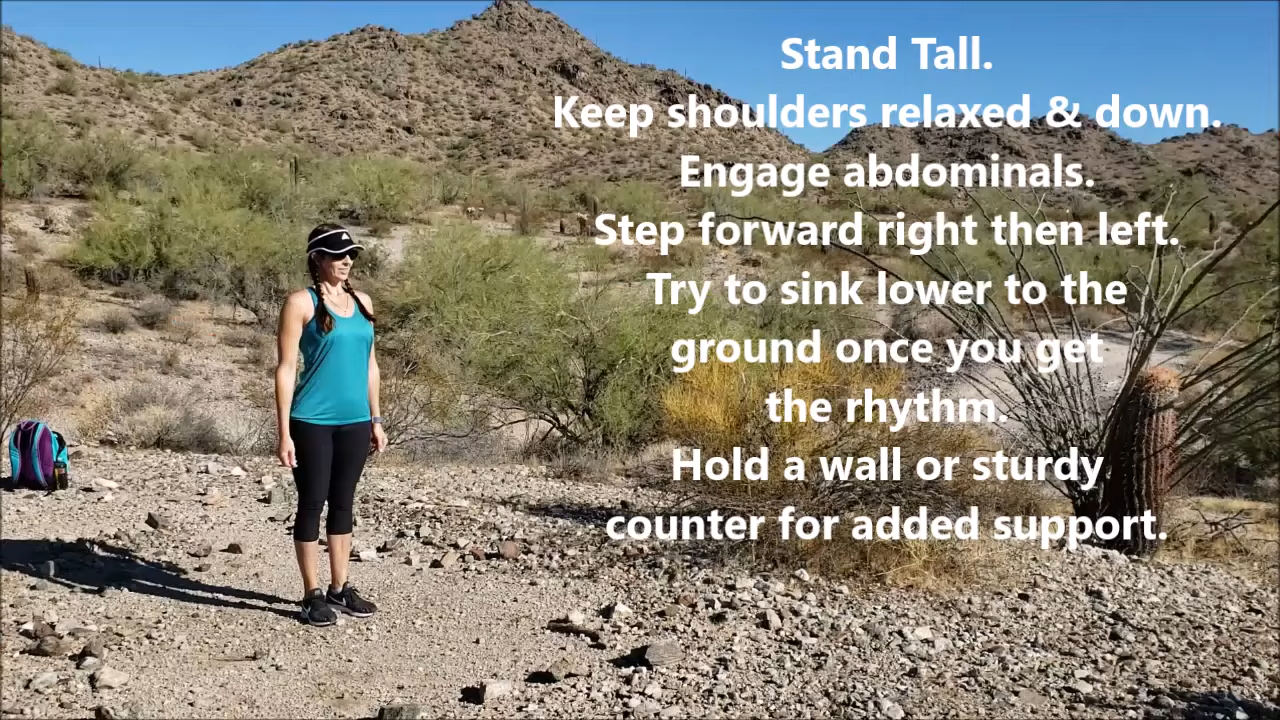 Stand Tall.
Keep shoulders relaxed & down.
Engage abdominals.
Step forward right then left.
Try to sink lower to the
ground once you get
the rhythm.
Hold a wall or sturdy
counter for added support.